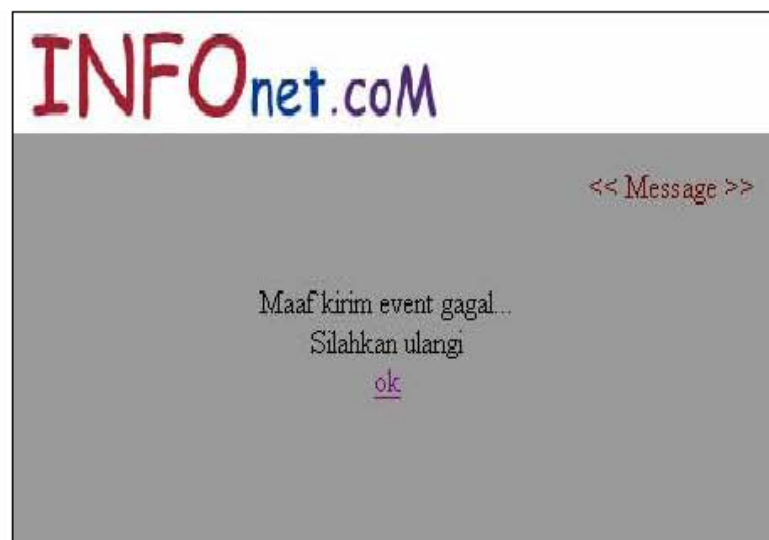 INFOnet.coM
<< Message >>
Maaf kirim event gagal...
Silahkan ulangi
ok